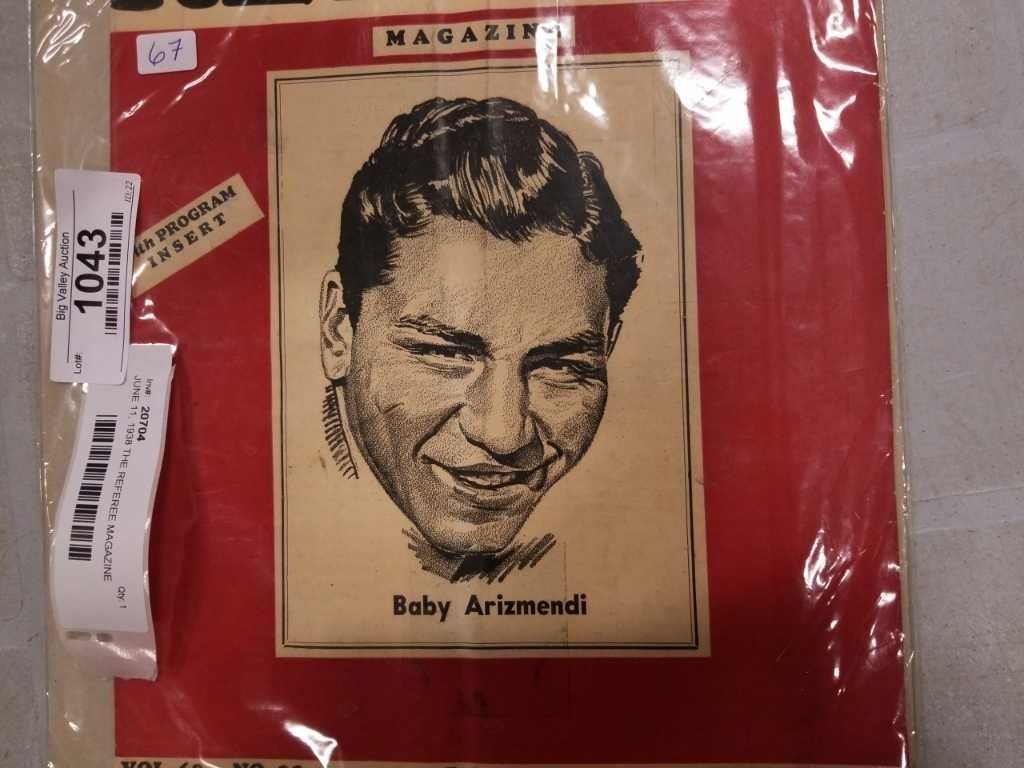 MAGAZINE
67
PROGRAM
INSERT
Baby Arizmendi
Big Valley Auction
1043
Lot#:
Inv#: 20704
JUNE 11, 1938 THE REFEREE MAGAZINE
Qty: 1